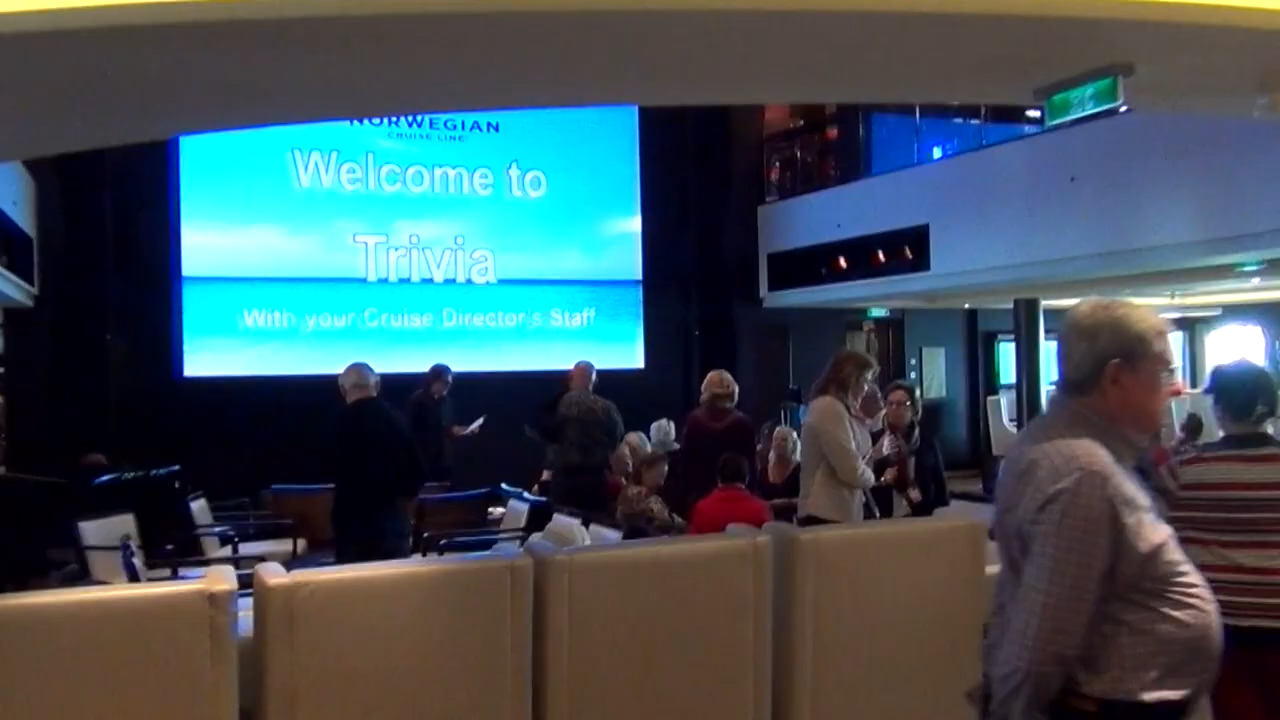 NORWEGIAN
CRUISE LINE
Welcome to
Trivia
With your Cruise Director's Staff